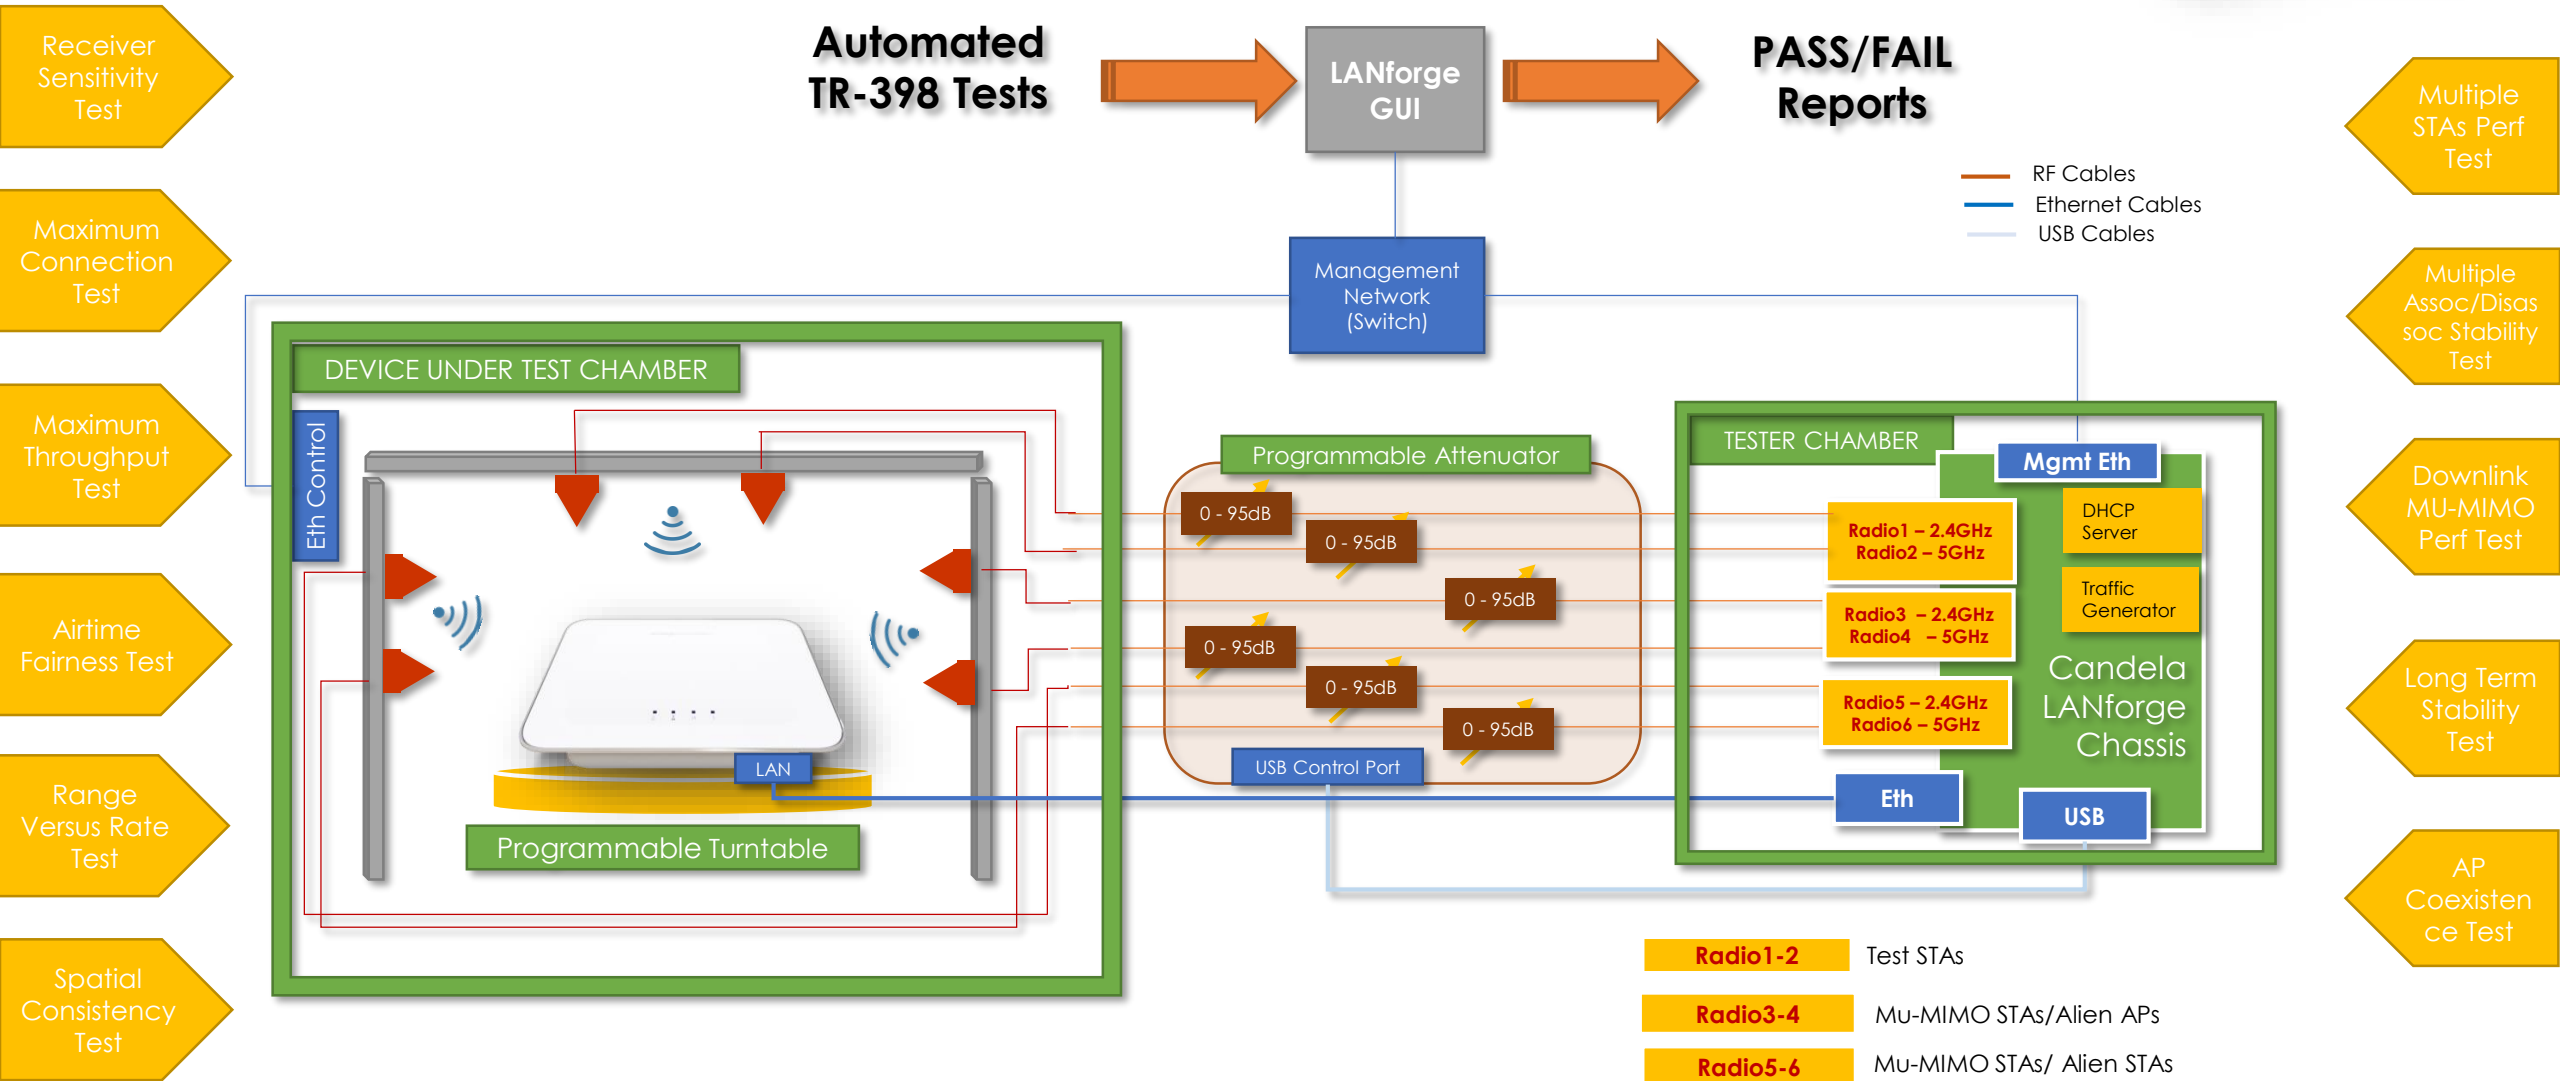 Automated
TR-398 Tests
LANforge
GUI
PASS/FAIL
Reports
RF Cables
Ethernet Cables
USB Cables
Receiver
Sensitivity
Test
Maximum
Connection
Test
Maximum
Throughput
Test
Airtime
Fairness Test
Range
Versus Rate
Test
Spatial
Consistency
Test
Management
Network
(Switch)
DEVICE UNDER TEST CHAMBER
Eth Control
LAN
Programmable Turntable
Programmable Attenuator
0 - 95dB
0 - 95dB
0 - 95dB
0 - 95dB
0 - 95dB
0 - 95dB
USB Control Port
TESTER CHAMBER
Mgmt Eth
DHCP
Server
Traffic
Generator
Radio1 – 2.4GHz
Radio2 – 5GHz
Radio3 – 2.4GHz
Radio4 – 5GHz
Radio5 – 2.4GHz
Radio6 – 5GHz
Candela
LANforge
Chassis
Eth
USB
Radio1-2
Test STAs
Radio3-4
Mu-MIMO STAs/Alien APs
Radio5-6
Mu-MIMO STAs/ Alien STAs
Multiple
STAs Perf
Test
Multiple
Assoc/Disas
soc Stability
Test
Downlink
MU-MIMO
Perf Test
Long Term
Stability
Test
AP
Coexisten
ce Test